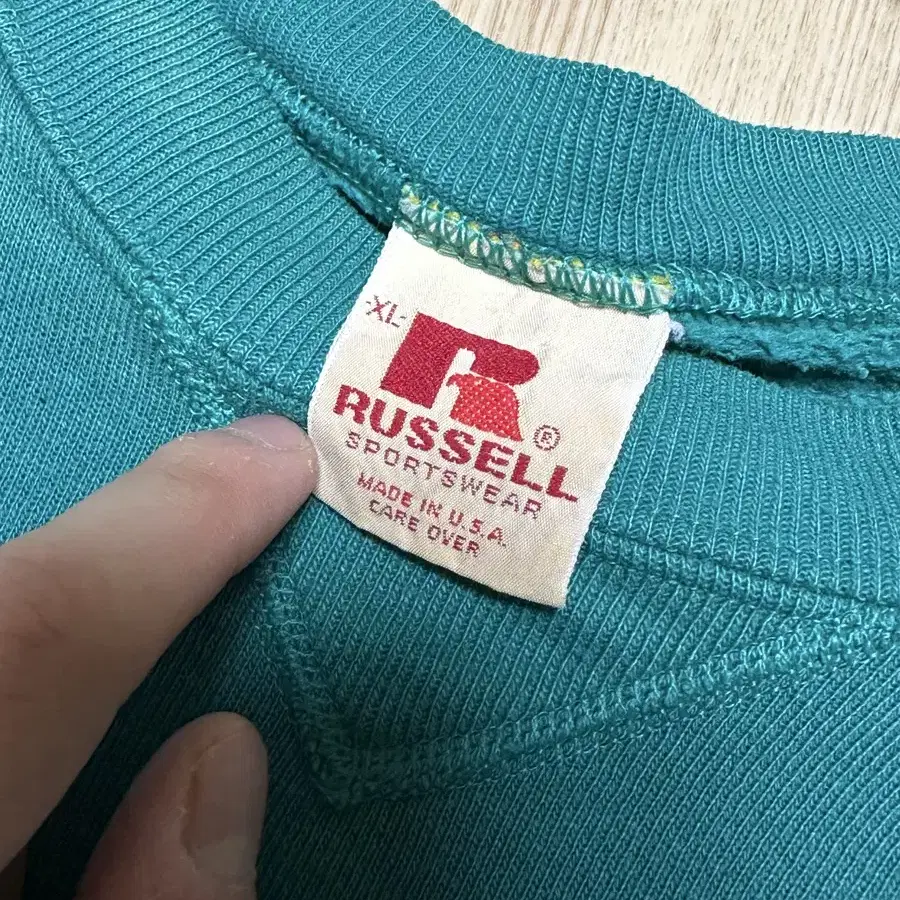 -XL-
R
RUSSELL ®
SPORTSWEAR
MADE IN U.S.A.
CARE OVER